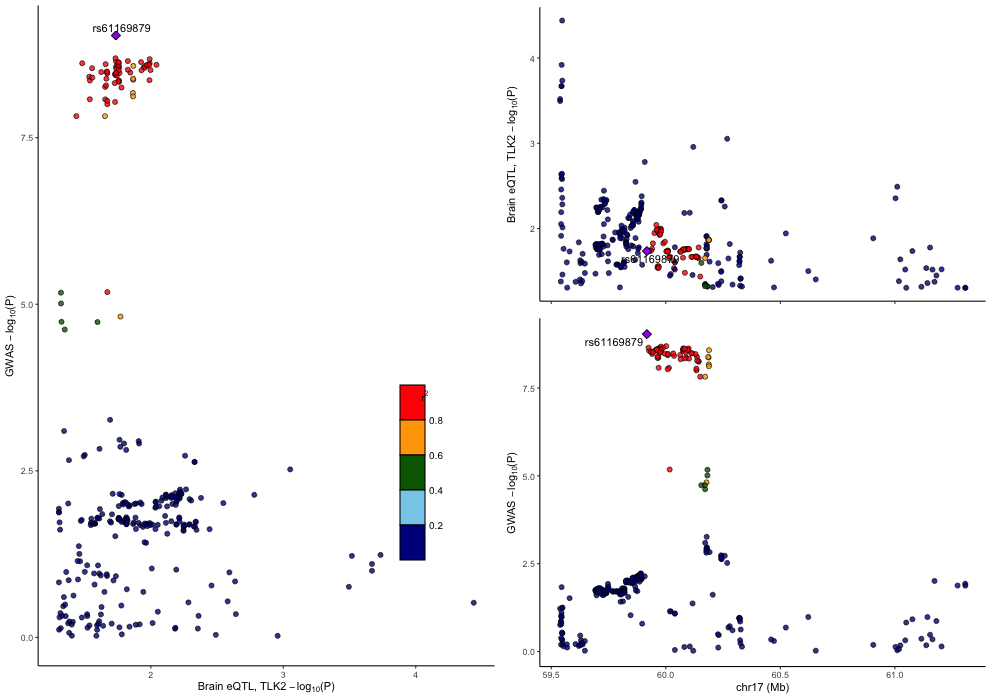 rs61169879
7.5
5.0
2.5
0.0
GWAS − log10(P)
2
3
4
Brain eQTL, TLK2 − log10(P)
r2
0.8
0.6
0.4
0.2
4
3
2
Brain eQTL, TLK2 − log10(P)
rs61169879
rs61169879
7.5
5.0
2.5
0.0
GWAS − log10(P)
59.5
60.0
60.5
61.0
chr17 (Mb)